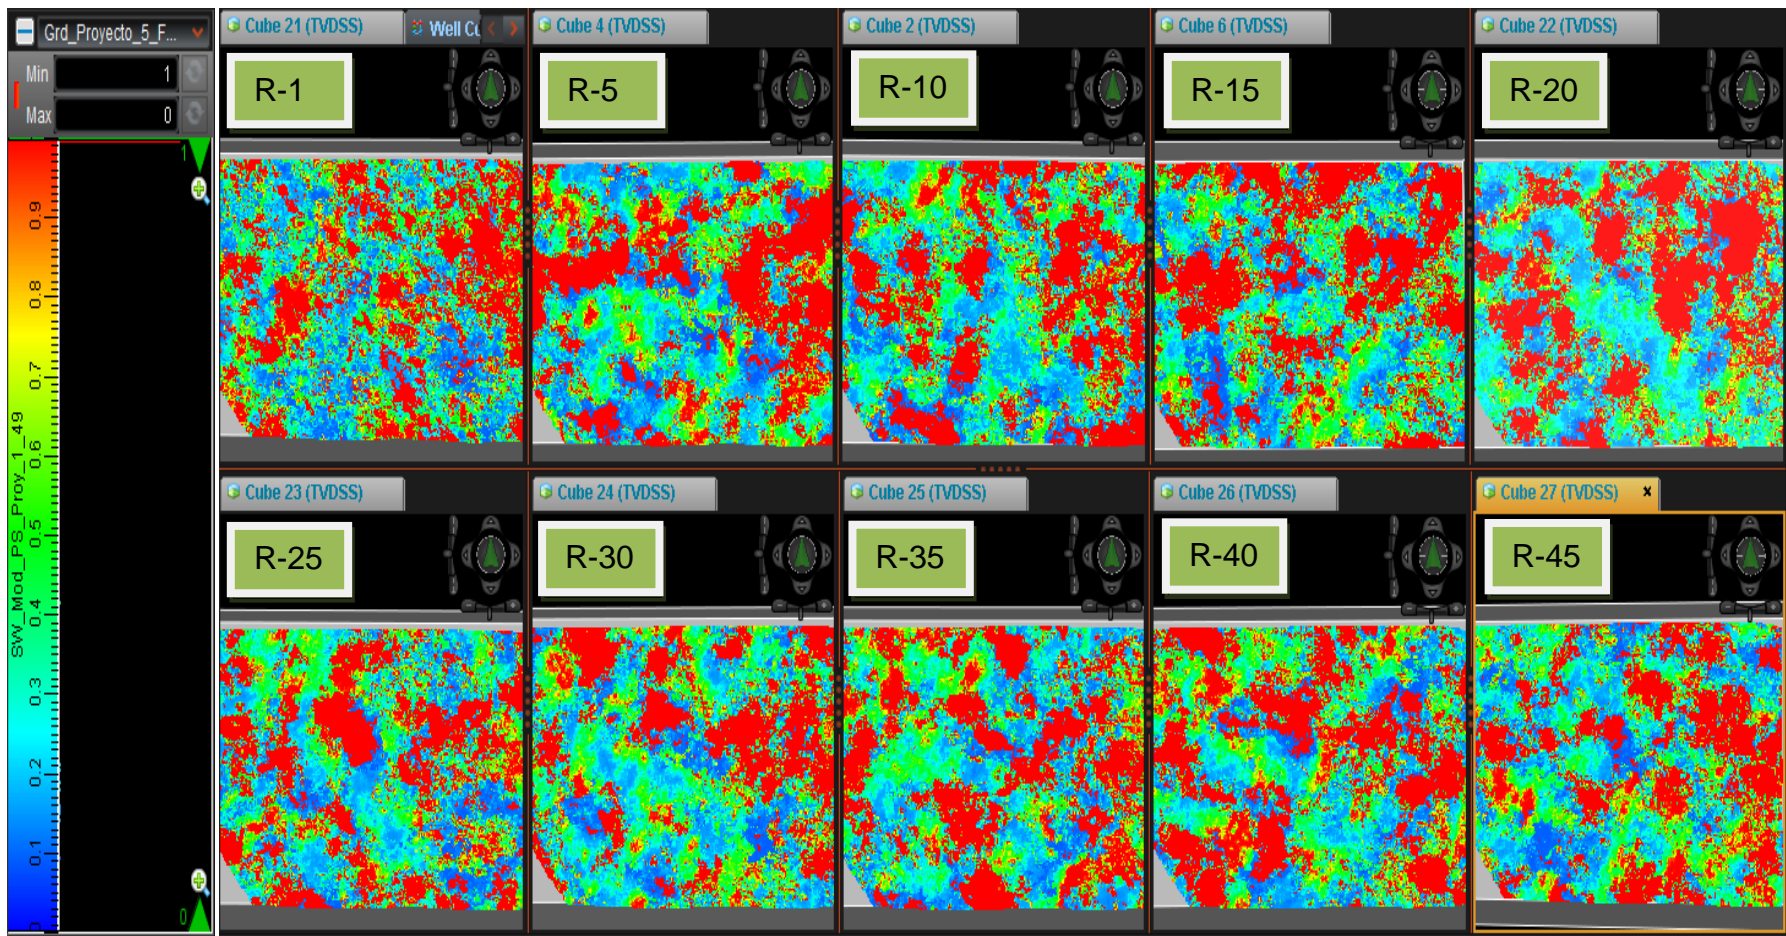 Grd_Proyecto_5_F...
Min 1
Max 0
1
0.9
0.8
0.7
0.6
0.5
0.4
0.3
0.2
0.1
0
0
SW_Mod_PS_Proy_1_49
Cube 21 (TVDSS)
Well Cu
Cube 4 (TVDSS)
Cube 2 (TVDSS)
Cube 6 (TVDSS)
Cube 22 (TVDSS)
R-1
R-5
R-10
R-15
R-20
Cube 23 (TVDSS)
Cube 24 (TVDSS)
Cube 25 (TVDSS)
Cube 26 (TVDSS)
Cube 27 (TVDSS) x
R-25
R-30
R-35
R-40
R-45